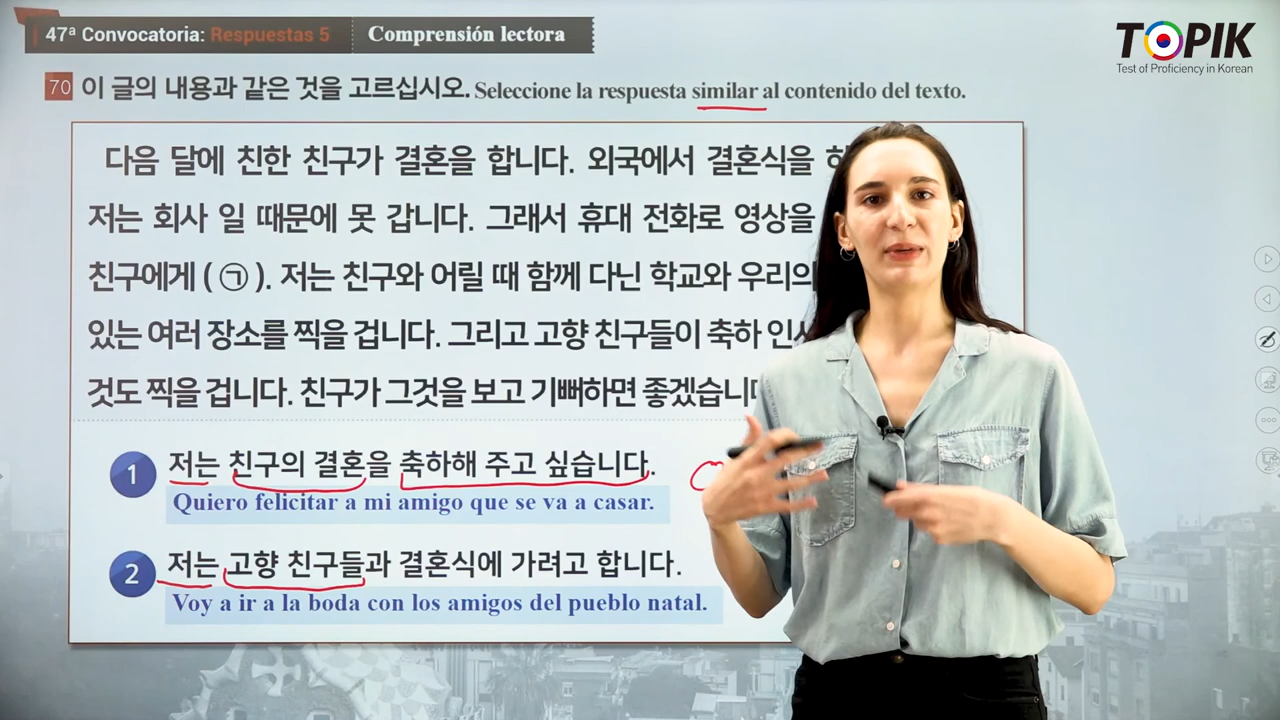 47ª Convocatoria: Respuestas 5 Comprensión lectora
TOPIK
Test of Proficiency in Korean
70 이 글의 내용과 같은 것을 고르십시오. Seleccione la respuesta similar al contenido del texto.
다음 달에 친한 친구가 결혼을 합니다. 외국에서 결혼식을
저는 회사 일 때문에 못 갑니다. 그래서 휴대 전화로 영상을
친구에게 ( ㉠ ). 저는 친구와 어릴 때 함께 다닌 학교와 우리의
있는 여러 장소를 찍을 겁니다. 그리고 고향 친구들이 축하
것도 찍을 겁니다. 친구가 그것을 보고 기뻐하면
1 저는 친구의 결혼을 축하해 주고 싶습니다.
Quiero felicitar a mi amigo que se va a casar.
2 저는 고향 친구들과 결혼식에 가려고 합니다.
Voy a ir a la boda con los amigos del pueblo natal.